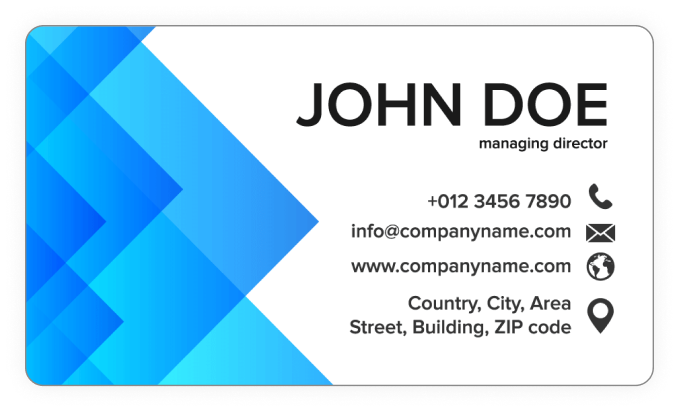 JOHN DOE
managing director
+012 3456 7890
info@companyname.com
www.companyname.com
Country, City, Area
Street, Building, ZIP code